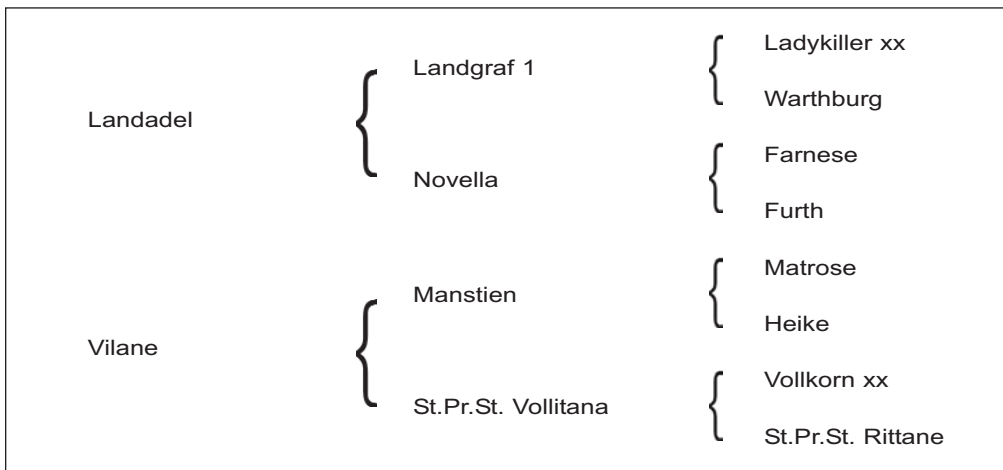 Ladykiller xx
Landgraf 1
Warthburg
Landadel
Farnese
Novella
Furth
Matrose
Manstien
Heike
Vilane
Vollkorn xx
St.Pr.St. Vollitana
St.Pr.St. Rittane